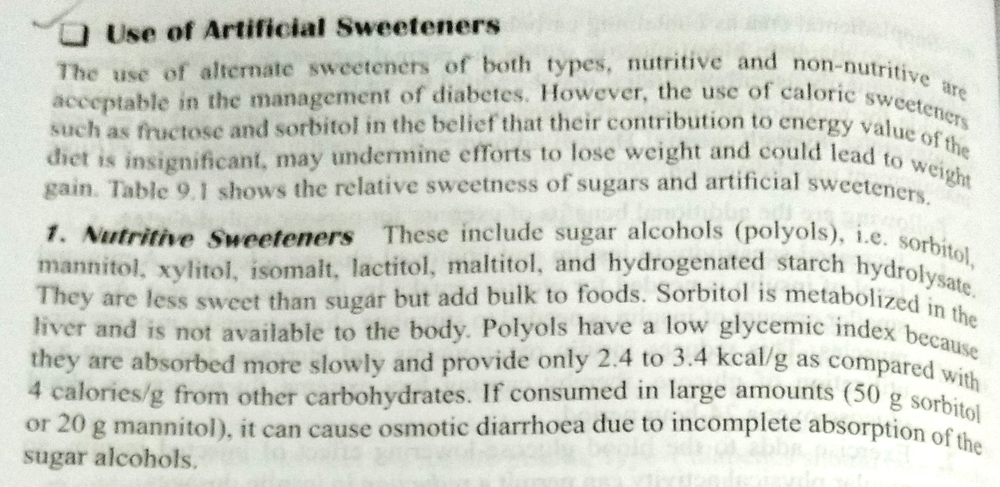 ❑ Use of Artificial Sweeteners
The use of alternate sweeteners of both types, nutritive and non-nutritive are
acceptable in the management of diabetes. However, the use of caloric sweeteners
such as fructose and sorbitol in the belief that their contribution to energy value of the
diet is insignificant, may undermine efforts to lose weight and could lead to weight
gain. Table 9.1 shows the relative sweetness of sugars and artificial sweeteners.
1. Nutritive Sweeteners These include sugar alcohols (polyols), i.e. sorbitol,
mannitol, xylitol, isomalt, lactitol, maltitol, and hydrogenated starch hydrolysate.
They are less sweet than sugar but add bulk to foods. Sorbitol is metabolized in the
liver and is not available to the body. Polyols have a low glycemic index because
they are absorbed more slowly and provide only 2.4 to 3.4 kcal/g as compared with
4 calories/g from other carbohydrates. If consumed in large amounts (50 g sorbitol
or 20 g mannitol), it can cause osmotic diarrhoea due to incomplete absorption of the
sugar alcohols.